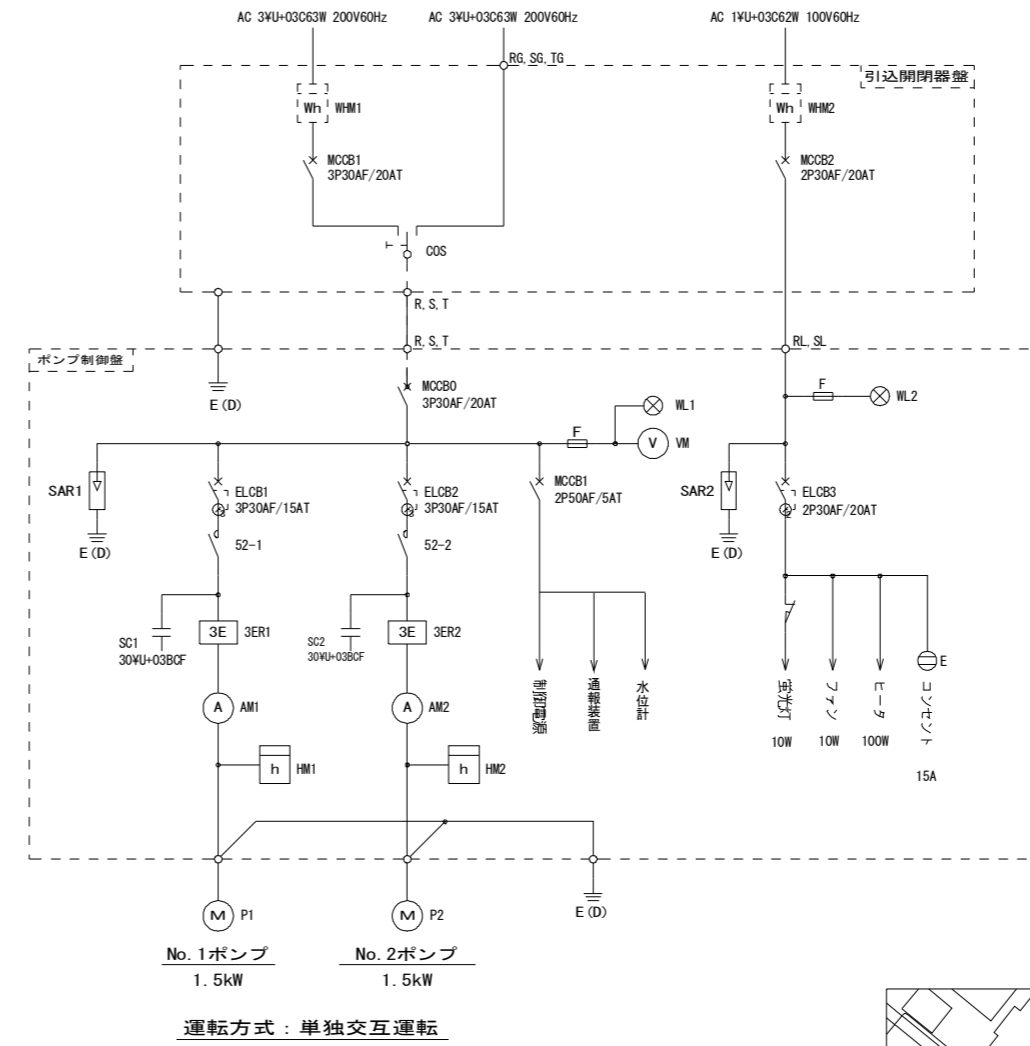 AC 3¥U+03C63W 200V60Hz
AC 3¥U+03C63W 200V60Hz
AC 1¥U+03C62W 100V60Hz
RG, SG, TG
引込開閉器盤
Wh
WHM1
Wh
WHM2
MCCB1
3P30AF/20AT
MCCB2
2P30AF/20AT
COS
R, S, T
R, S, T
RL, SL
ポンプ制御盤
E(D)
MCCB0
3P30AF/20AT
F
WL1
V
VM
F
WL2
SAR1
E(D)
ELCB1
3P30AF/15AT
ELCB2
3P30AF/15AT
MCCB1
2P50AF/5AT
SAR2
E(D)
ELCB3
2P30AF/20AT
52-1
52-2
SC1
30¥U+03BCF
3E
3ER1
SC2
30¥U+03BCF
3E
3ER2
A
AM1
A
AM2
h
HM1
h
HM2
制御電源
通報装置
水位計
蛍光灯
10W
ファン
10W
ヒータ
100W
E
コンセント
15A
M
P1
M
P2
E(D)
No. 1ポンプ
1. 5kW
No. 2ポンプ
1. 5kW
運転方式：単独交互運転